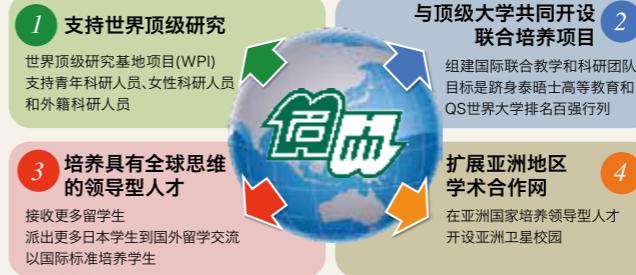 1 支持世界顶级研究
世界顶级研究基地项目(WPI)
支持青年科研人员、女性科研人员
和外籍科研人员
与顶级大学共同开设 2
联合培养项目
组建国际联合教学和科研团队
目标是跻身泰晤士高等教育和
QS世界大学排名百强行列
3 培养具有全球思维
的领导型人才
接收更多留学生
派出更多日本学生到国外留学交流
以国际标准培养学生
扩展亚洲地区 4
学术合作网
在亚洲国家培养领导型人才
开设亚洲卫星校园